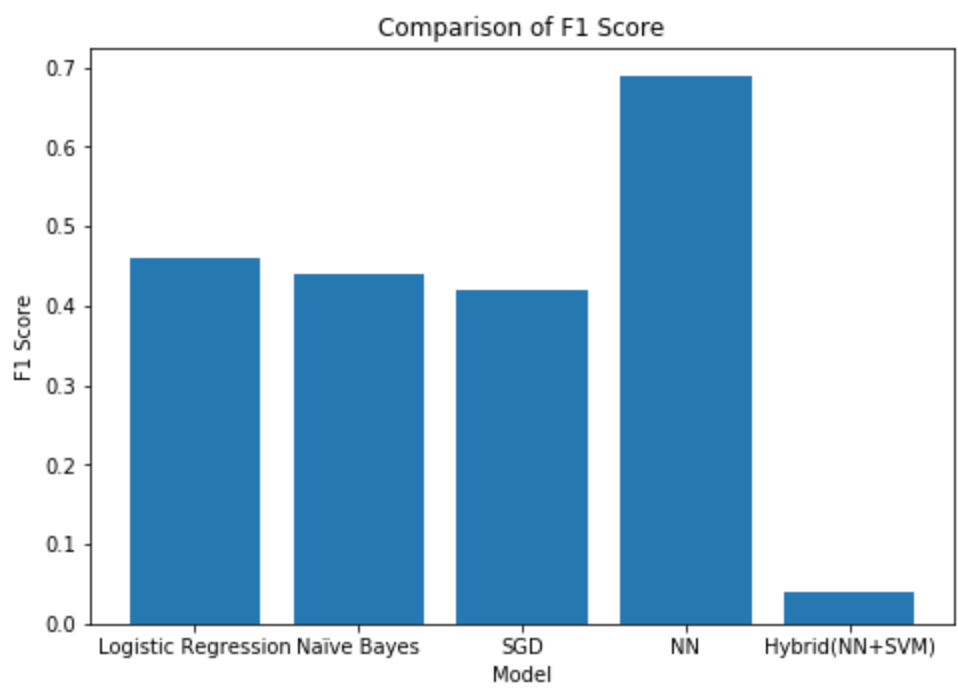 Comparison of F1 Score
0.7
0.6
0.5
0.4
0.3
0.2
0.1
0.0
F1 Score
Logistic Regression Naïve Bayes SGD NN Hybrid(NN+SVM)
Model